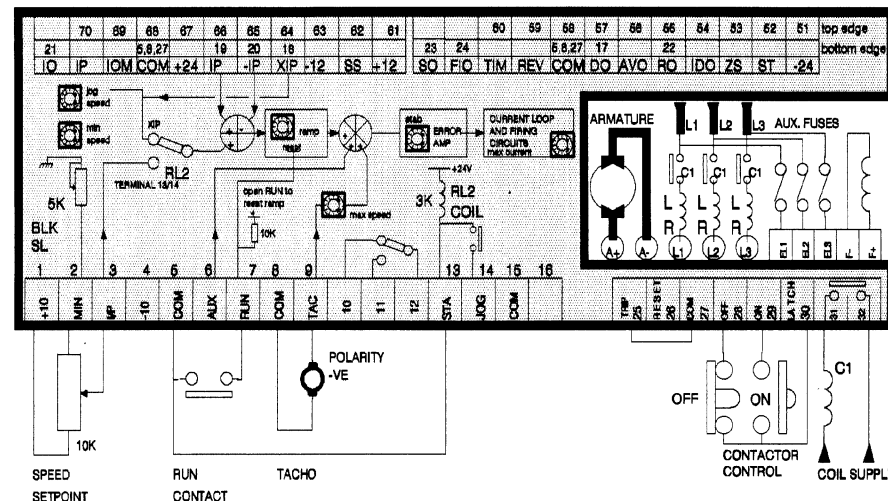 70 69 68 67 66 65 64 63 62 61 60 59 58 57 56 55 54 53 52 51 top edge
21 5,8,27 19 20 18 23 24 5,8,27 17 22 bottom edge
IO IP IOM COM +24 IP -IP XIP -12 SS +12 SO FIO TIM REV COM DO AVO RO IDO ZS ST -24
jog
speed
min
speed
XIP
RL2
TERMINAL 13/14
+ -
+
ramp
reset
stab
ERROR
AMP
CURRENT LOOP
AND FIRING
CIRCUITS
max current
5K
BLK
SL
open RUN to
reset ramp
10K
max speed
+24V
RL2
3K
COIL
ARMATURE
L1 L2 L3 AUX. FUSES
C1 C1 C1
L L L
R R R
A+ A- L1 L2 L3 EL1 EL2 EL3 F- F+
1 2 3 4 5 6 7 8 9 13 14 15 16
+10 MIN -10 COM AUX RUN COM TAC 10 11 12 STA JOG COM
TRIP 25 RESET 26 COM 27 OFF 28 ON 29 LATCH 30 31 32
POLARITY
-VE
10K
OFF ON
C1
SPEED
SETPOINT
RUN
CONTACT
TACHO
CONTACTOR
CONTROL
COIL SUPPL